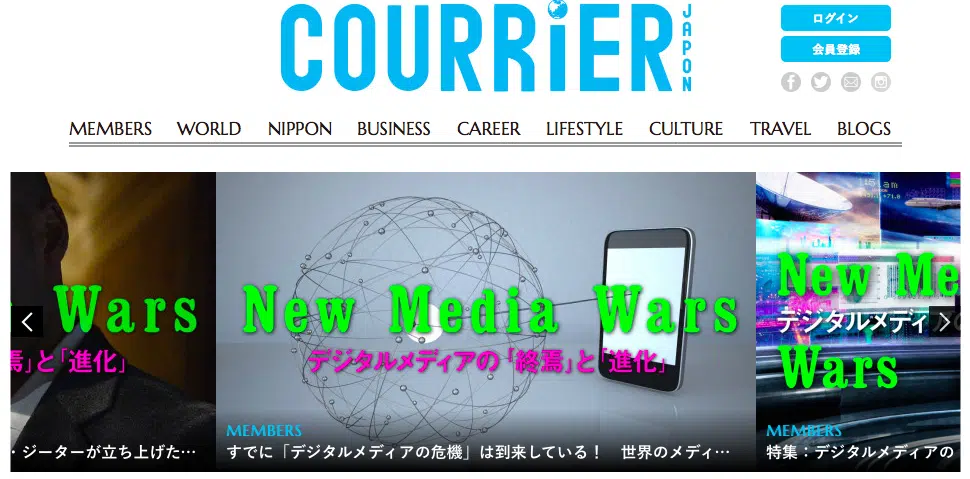 COURRiER
JAPON
ログイン
会員登録
MEMBERS WORLD NIPPON BUSINESS CAREER LIFESTYLE CULTURE TRAVEL BLOGS
Wars
」と「進化」
・ジーターが立ち上げた…
New Media Wars
デジタルメディアの「終焉」と「進化」
MEMBERS
すでに「デジタルメディアの危機」は到来している！　世界のメディ…
New Me
デジタルメディ
Wars
MEMBERS
特集：デジタルメディアの